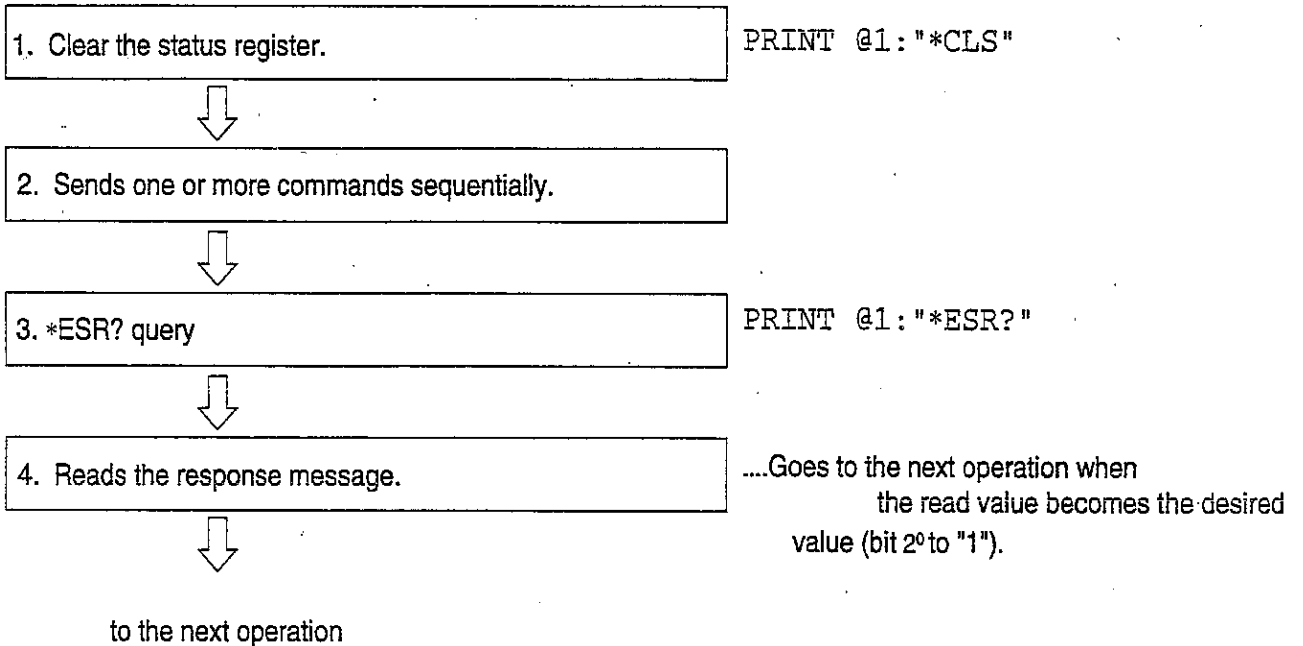 1. Clear the status register.
PRINT @1:"*CLS"
2. Sends one or more commands sequentially.
3. *ESR? query
PRINT @1:"*ESR?"
4. Reads the response message.
....Goes to the next operation when
the read value becomes the desired
value (bit 2⁰ to "1").
to the next operation